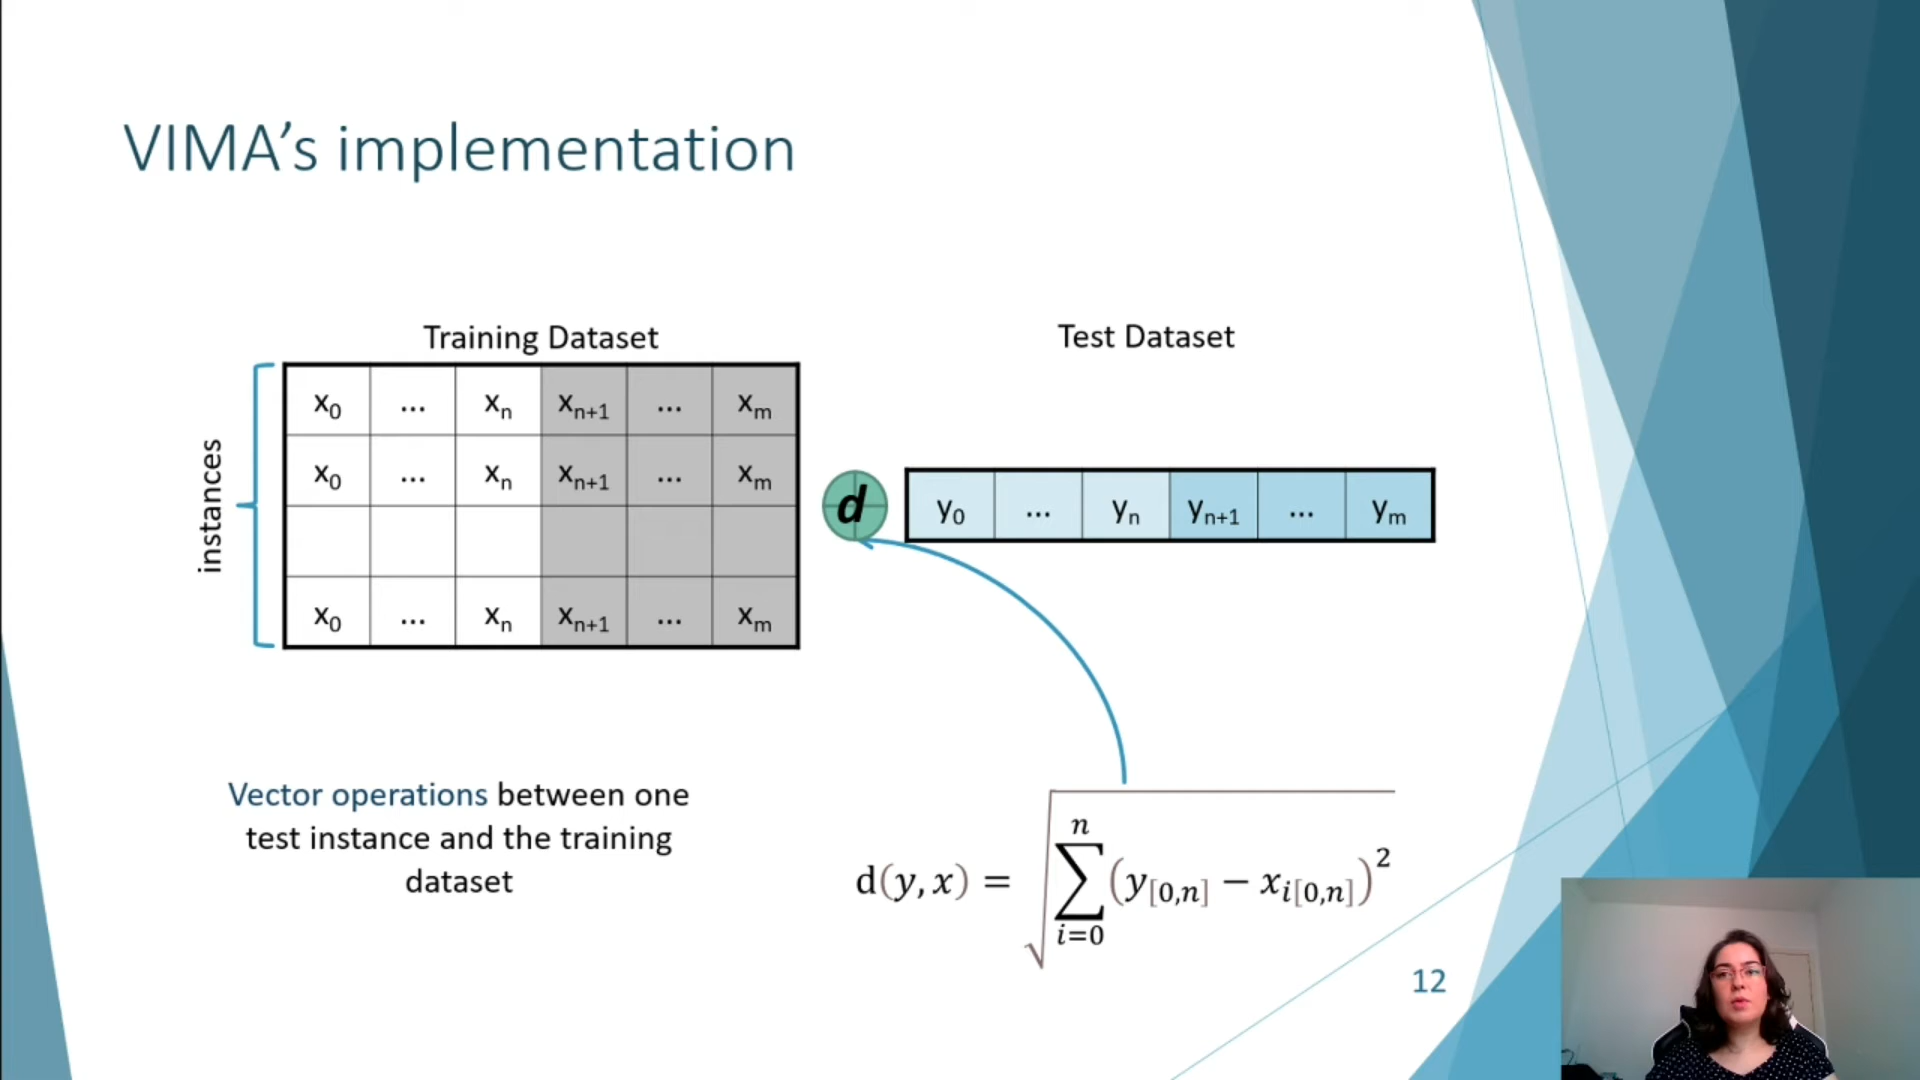 VIMA’s implementation
Training Dataset
Test Dataset
instances
x₀ ... xₙ xₙ₊₁ ... xₘ
x₀ ... xₙ xₙ₊₁ ... xₘ
x₀ ... xₙ xₙ₊₁ ... xₘ
d
y₀ ... yₙ yₙ₊₁ ... yₘ
Vector operations between one
test instance and the training
dataset
d(y, x) = √∑ⁿᵢ₌₀(y[0,n] − xᵢ[0,n])²
12